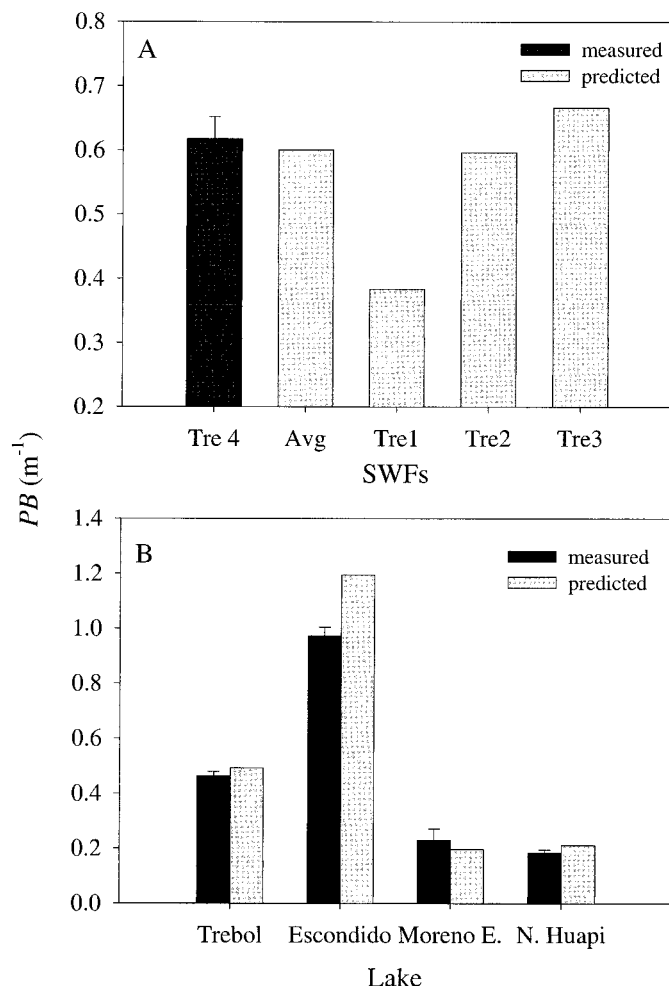 A
measured
predicted
0.8
0.7
0.6
0.5
0.4
0.3
0.2
Tre 4 Avg Tre1 Tre2 Tre3
SWFs
PB (m-1)
B
measured
predicted
1.4
1.2
1.0
0.8
0.6
0.4
0.2
0.0
Trebol Escondido Moreno E. N. Huapi
Lake